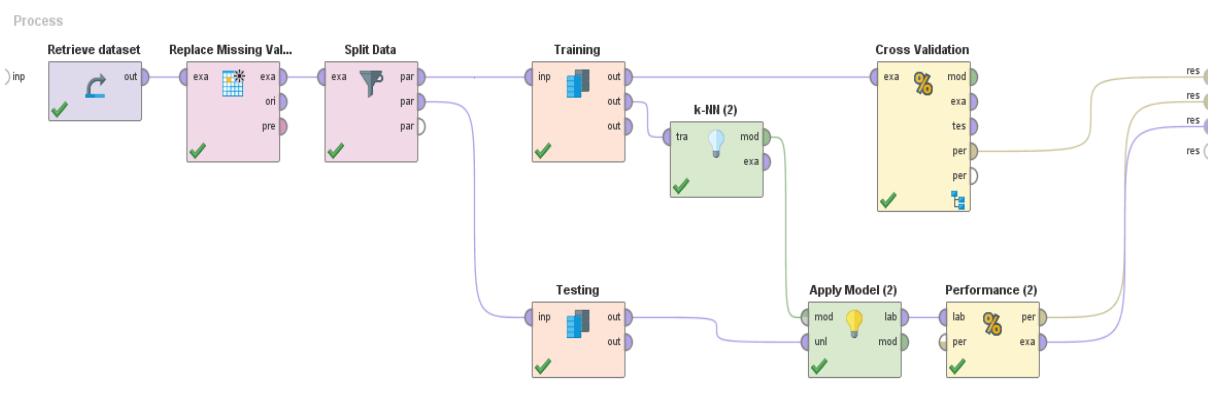 Process
Retrieve dataset
Replace Missing Val...
Split Data
Training
Cross Validation
inp
out
exa
exa
exa
par
inp
out
exa
mod
res
ori
par
out
exa
res
k-NN (2)
pre
par
out
tes
res
tra
mod
per
res
exa
per
Testing
Apply Model (2)
Performance (2)
inp
out
mod
lab
lab
per
out
unl
mod
per
exa